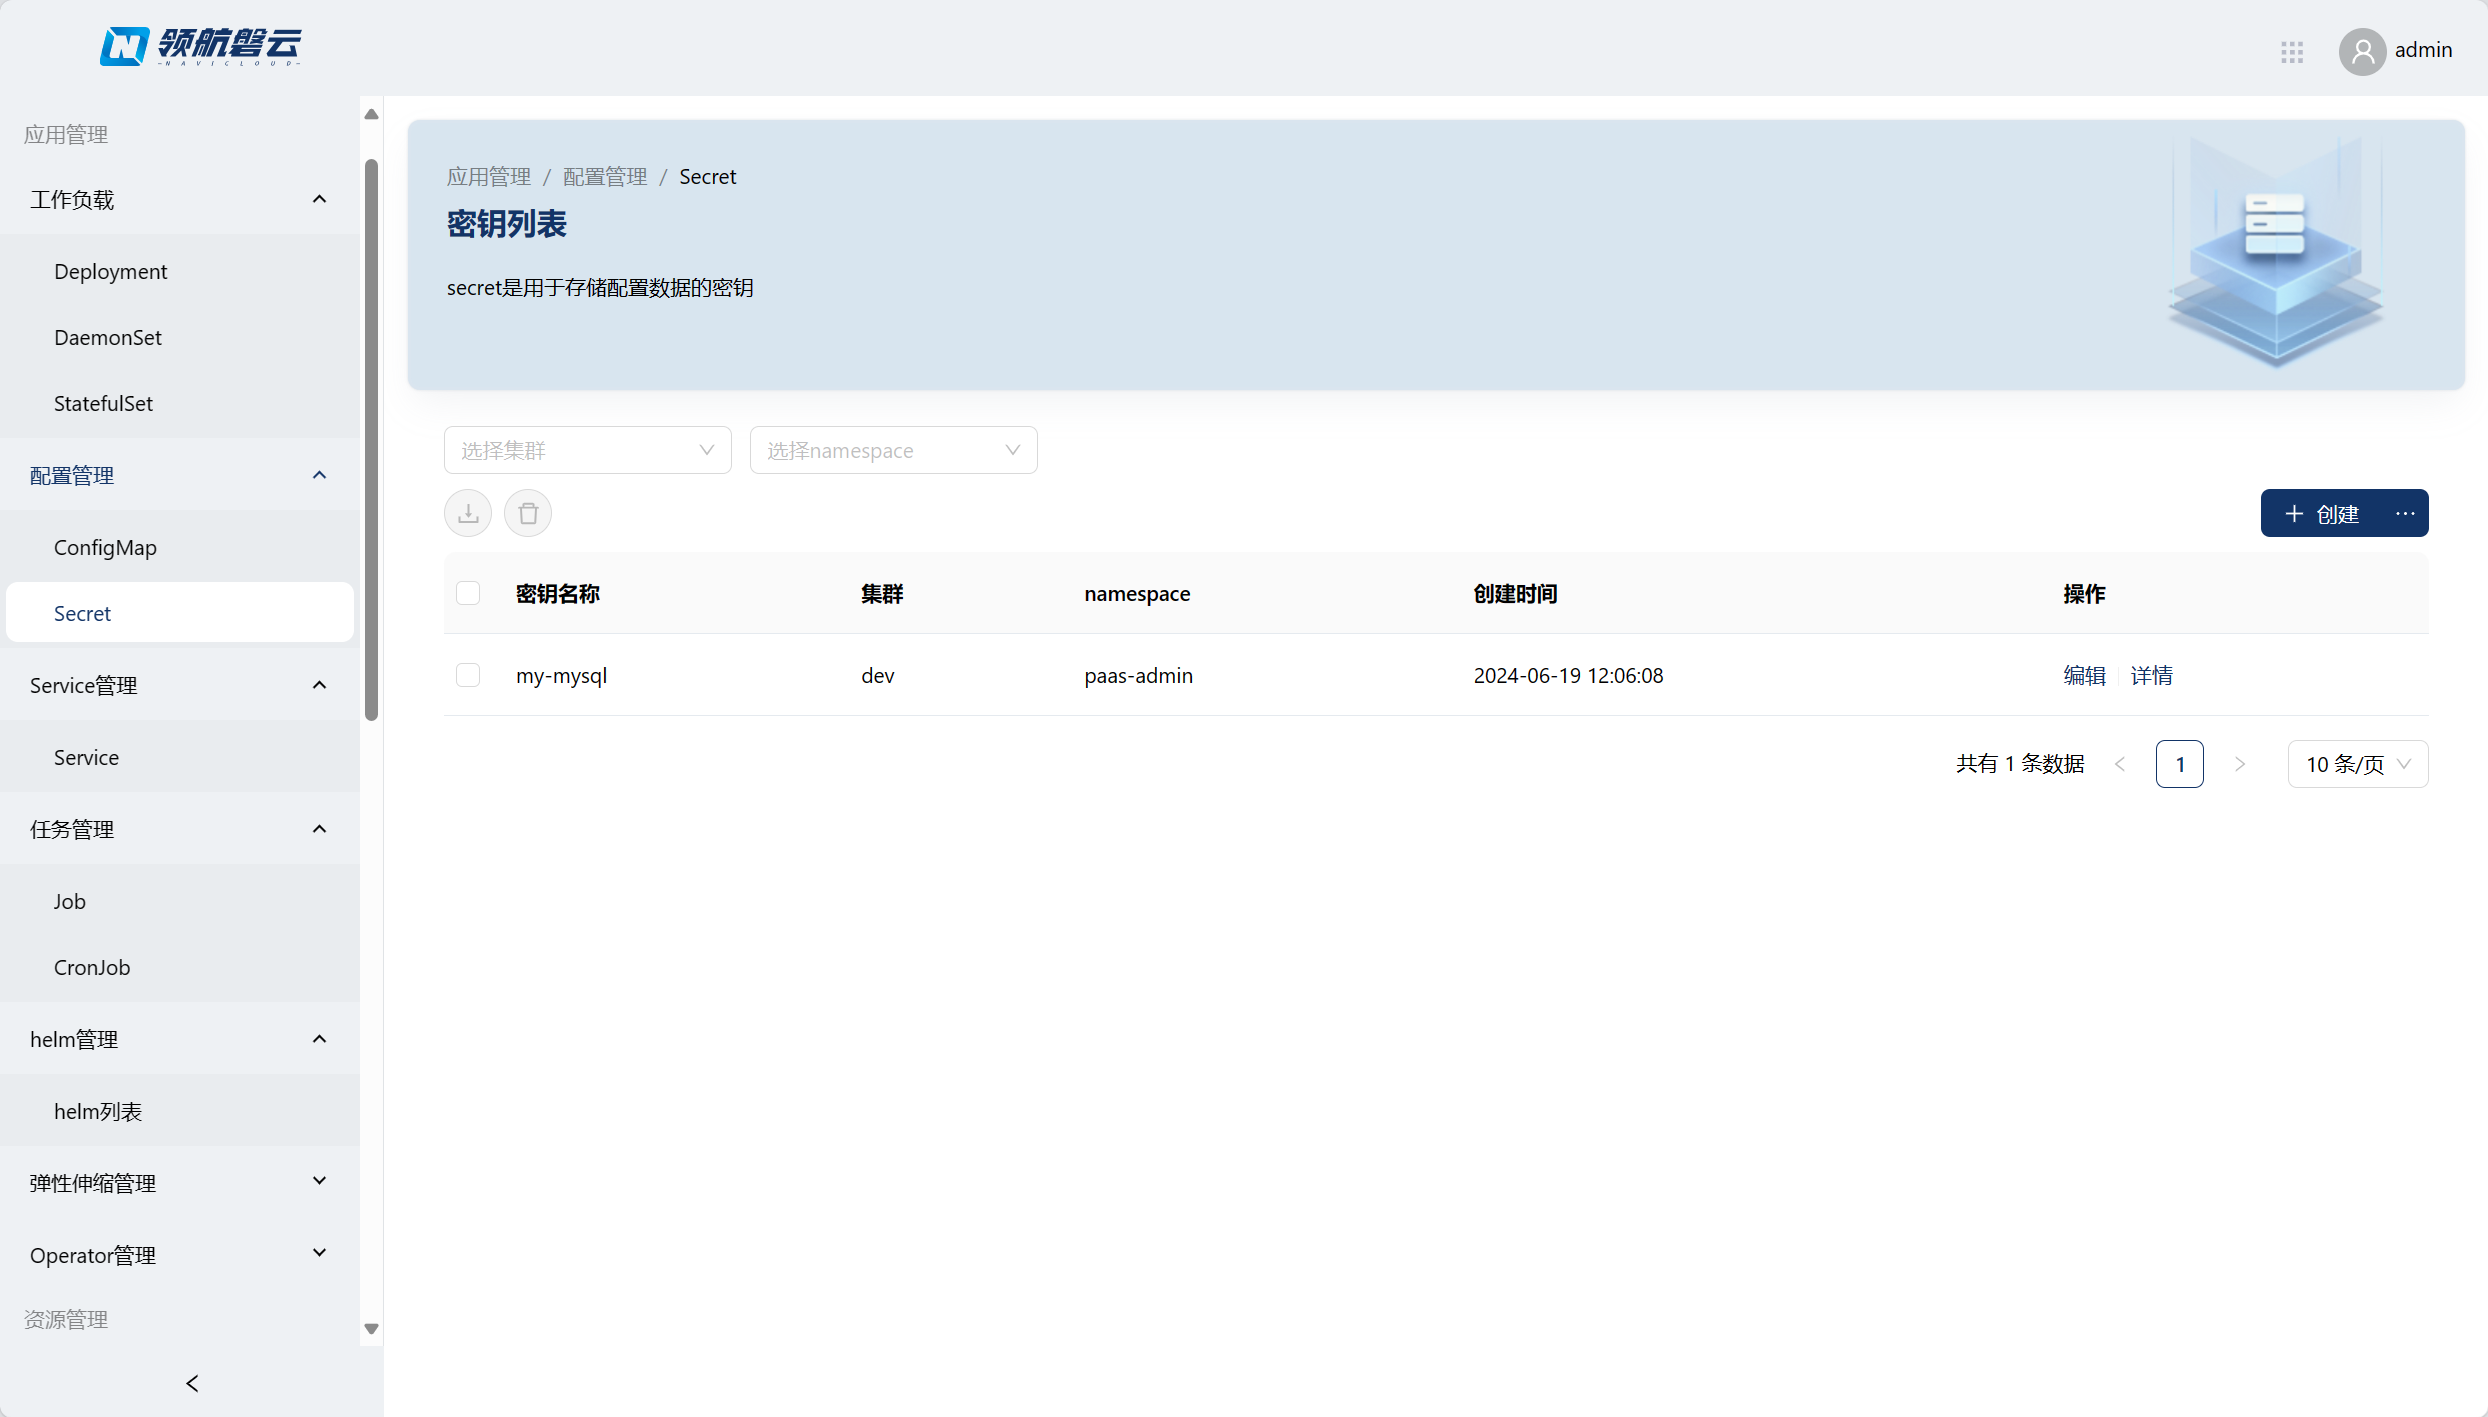 领航磐云
-NAVICLOUD-
admin
应用管理
工作负载
Deployment
DaemonSet
StatefulSet
配置管理
ConfigMap
Secret
Service管理
Service
任务管理
Job
CronJob
helm管理
helm列表
弹性伸缩管理
Operator管理
资源管理
应用管理 / 配置管理 / Secret
密钥列表
secret是用于存储配置数据的密钥
选择集群 选择namespace
创建 ···
密钥名称 集群 namespace 创建时间 操作
my-mysql dev paas-admin 2024-06-19 12:06:08 编辑 详情
共有 1 条数据 < 1 > 10 条/页